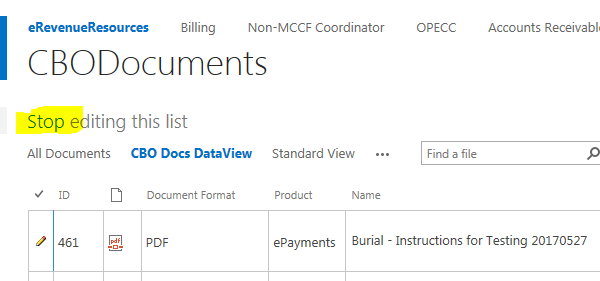 eRevenueResources Billing Non-MCCF Coordinator OPECC Accounts Receivable
CBODocuments
Stop editing this list
All Documents CBO Docs DataView Standard View ••• Find a file
ID Document Format Product Name
461 pdf PDF ePayments Burial - Instructions for Testing 20170527